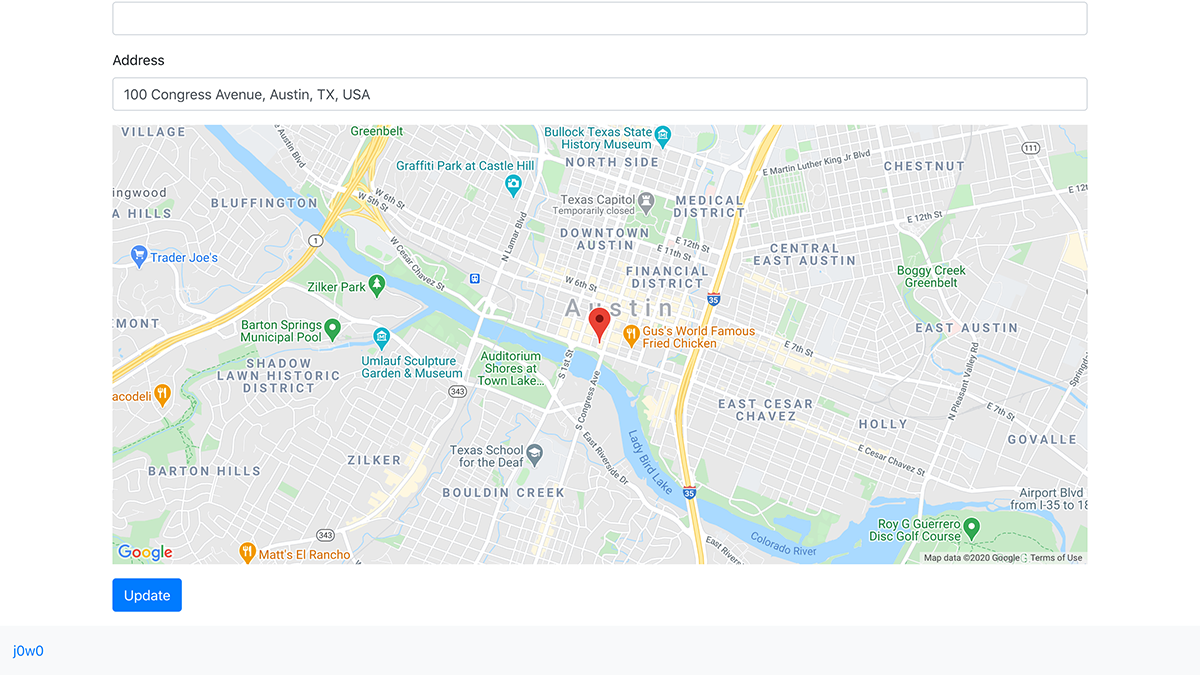 Address
100 Congress Avenue, Austin, TX, USA
VILLAGE
Austin Blvd
Greenbelt
Bullock Texas State
History Museum
NORTH SIDE
E Martin Luther King Jr Blvd
111
CHESTNUT
Graffiti Park at Castle Hill
ingwood
A HILLS
BLUFFINGTON
W 6th St
W 5th St
Texas Capitol
Temporarily closed
MEDICAL
DISTRICT
E 12th St
N Lamar Blvd
DOWNTOWN
AUSTIN
E 12th St
E 11th St
1
W Cesar Chavez St
CENTRAL
EAST AUSTIN
Trader Joe's
FINANCIAL
DISTRICT
Boggy Creek
Greenbelt
Zilker Park
W 6th St
35
Austin
EMONT
Barton Springs
Municipal Pool
Gus's World Famous
Fried Chicken
EAST AUSTIN
E 7th St
Umlauf Sculpture
Garden & Museum
Auditorium
Shores at
Town Lake...
S 1st St
SHADOW
LAWN HISTORIC
DISTRICT
343
S Congress Ave
N Pleasant Valley Rd
Springd
acodeli
EAST CESAR
CHAVEZ
E 7th St
HOLLY
GOVALLE
Texas School
for the Deaf
East Riverside Dr
Lady Bird Lake
E Cesar Chavez St
BARTON HILLS
ZILKER
BOULDIN CREEK
35
Airport Blvd
from I-35 to 18
343
Roy G Guerrero
Disc Golf Course
Colorado River
East Rivers
Google
Matt's El Rancho
Map data ©2020 Google
Terms of Use
Update
j0w0